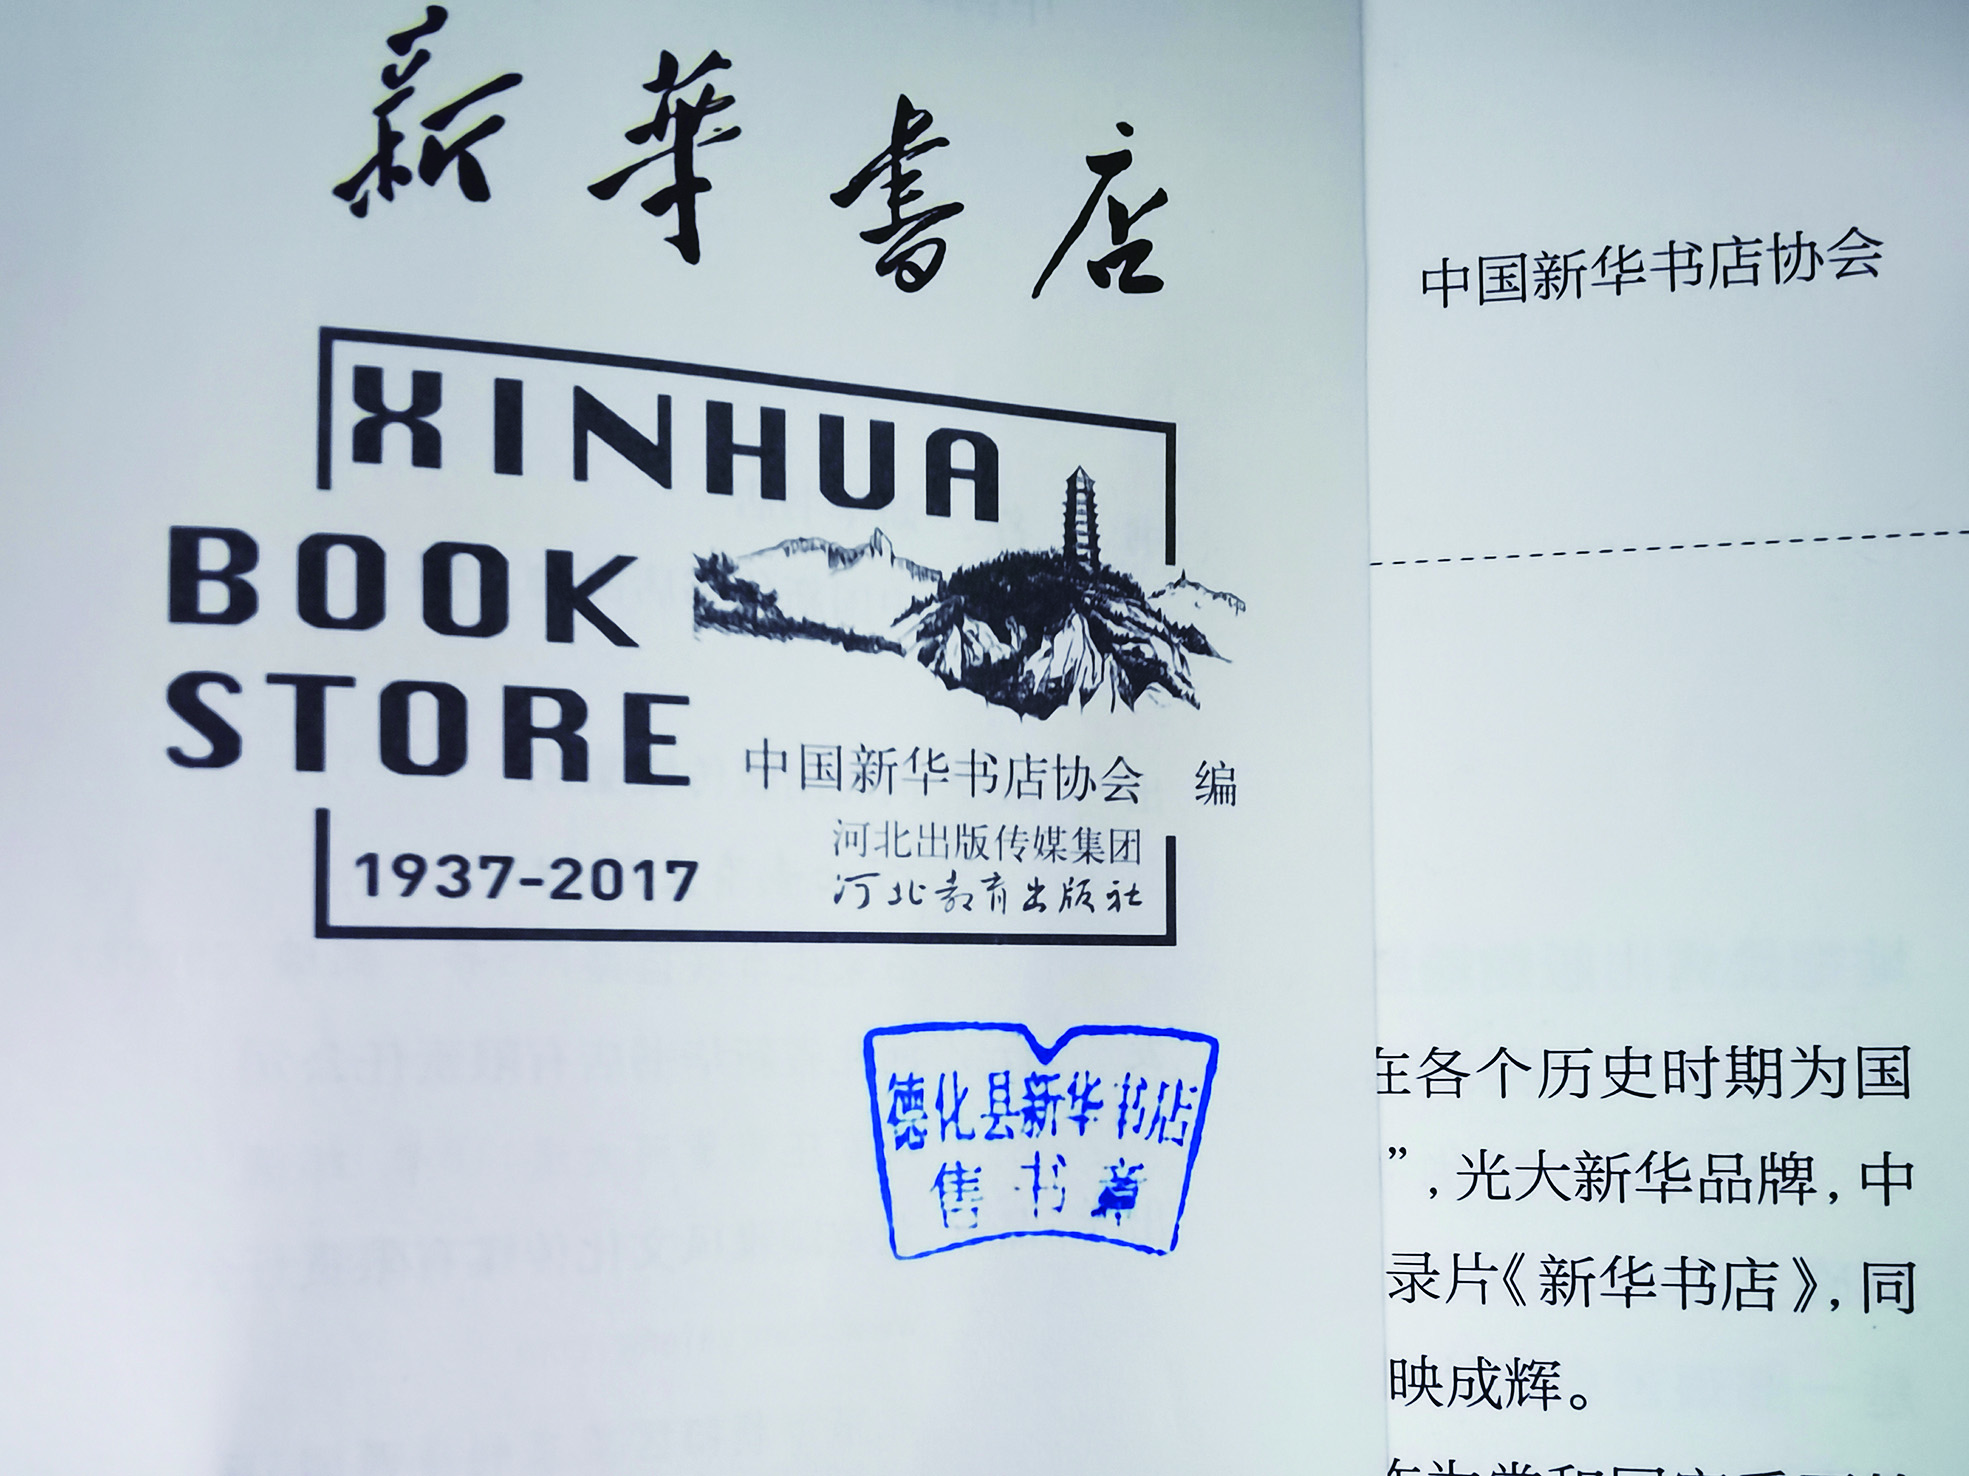 新華書店
XINHUA
BOOK
STORE
中国新华书店协会 编
河北出版传媒集团
河北教育出版社
1937-2017
德化县新华书店
售书章
中国新华书店协会
在各个历史时期为国
”，光大新华品牌，中
录片《新华书店》，同
映成辉。